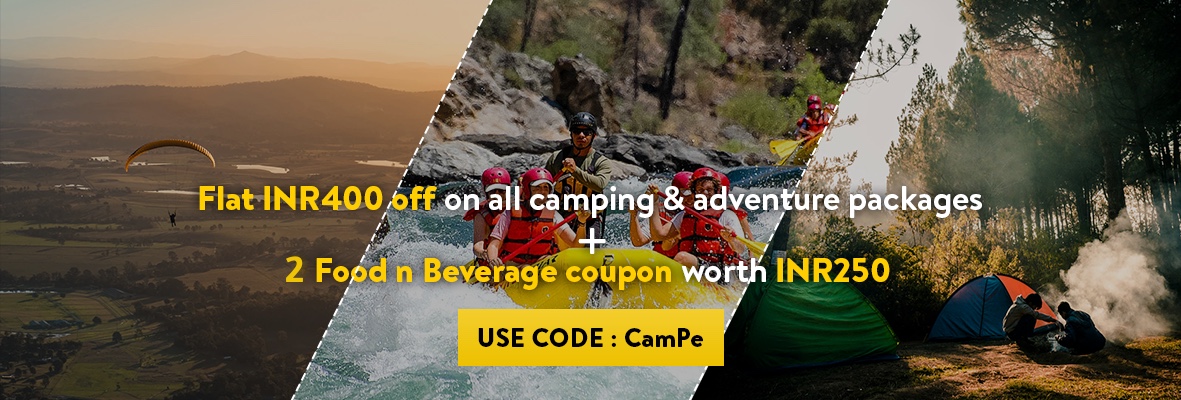 Flat INR400 off on all camping & adventure packages
+
2 Food n Beverage coupon worth INR250
USE CODE : CamPe